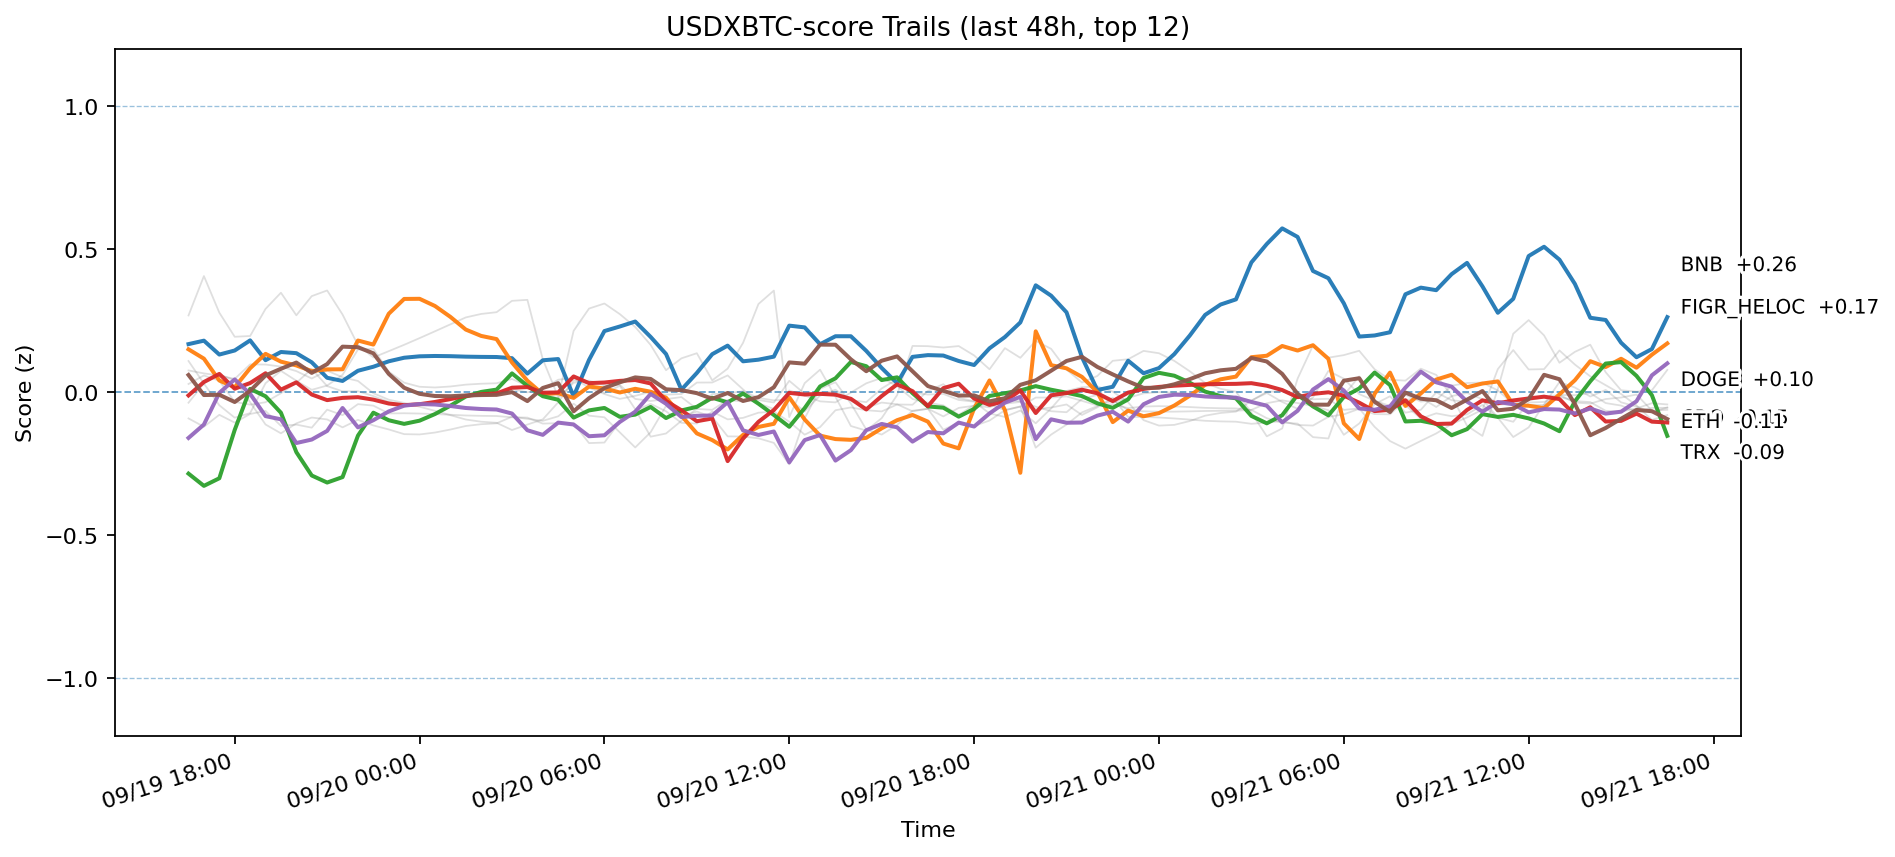 USDXBTC-score Trails (last 48h, top 12)
Score (z)
1.0
0.5
0.0
−0.5
−1.0
BNB +0.26
FIGR_HELOC +0.17
DOGE +0.10
ETH
TRX -0.09
09/19 18:00
09/20 00:00
09/20 06:00
09/20 12:00
09/20 18:00
09/21 00:00
09/21 06:00
09/21 12:00
09/21 18:00
Time